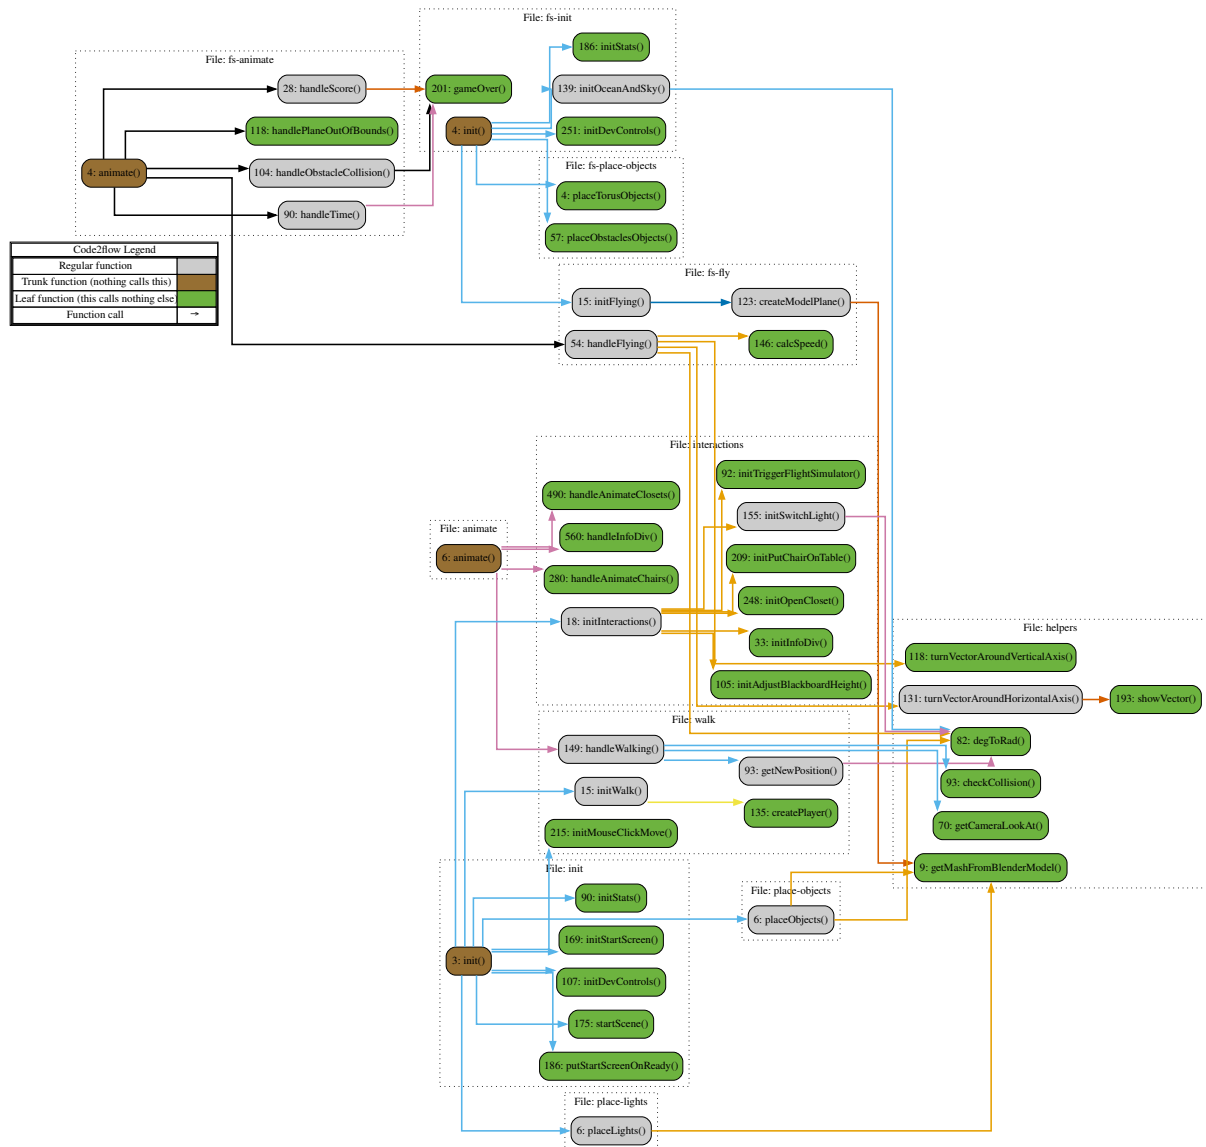 File: fs-init
186: initStats()
File: fs-animate
28: handleScore()
201: gameOver()
139: initOceanAndSky()
118: handlePlaneOutOfBounds()
4: init()
251: initDevControls()
File: fs-place-objects
4: animate()
104: handleObstacleCollision()
4: placeTorusObjects()
90: handleTime()
57: placeObstaclesObjects()
Code2flow Legend
Regular function
Trunk function (nothing calls this)
Leaf function (this calls nothing else)
Function call →
File: fs-fly
15: initFlying()
123: createModelPlane()
54: handleFlying()
146: calcSpeed()
File: interactions
92: initTriggerFlightSimulator()
490: handleAnimateClosets()
155: initSwitchLight()
File: animate
560: handleInfoDiv()
6: animate()
209: initPutChairOnTable()
280: handleAnimateChairs()
248: initOpenCloset()
18: initInteractions()
File: helpers
33: initInfoDiv()
118: turnVectorAroundVerticalAxis()
105: initAdjustBlackboardHeight()
131: turnVectorAroundHorizontalAxis()
193: showVector()
File: walk
149: handleWalking()
82: degToRad()
93: getNewPosition()
93: checkCollision()
15: initWalk()
135: createPlayer()
70: getCameraLookAt()
215: initMouseClickMove()
File: init
9: getMashFromBlenderModel()
File: place-objects
90: initStats()
6: placeObjects()
169: initStartScreen()
3: init()
107: initDevControls()
175: startScene()
186: putStartScreenOnReady()
File: place-lights
6: placeLights()